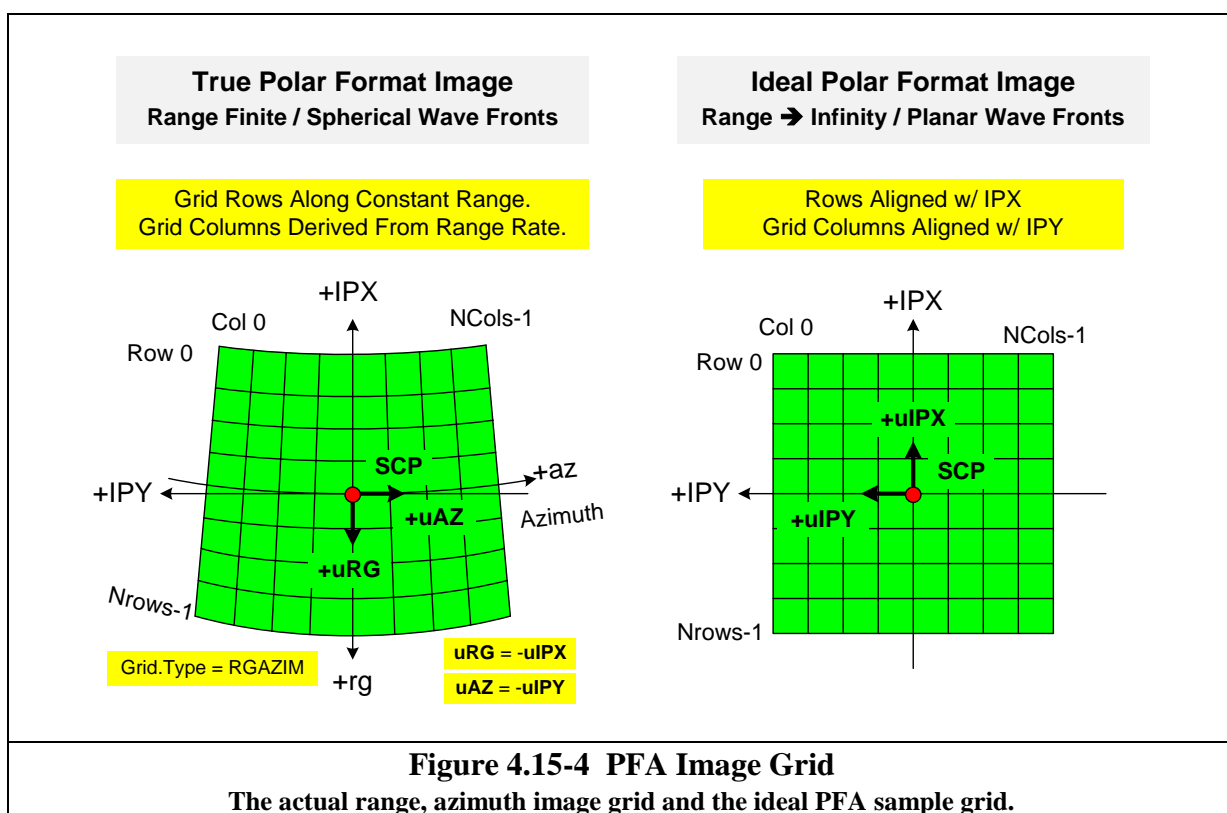 True Polar Format Image
Range Finite / Spherical Wave Fronts
Grid Rows Along Constant Range.
Grid Columns Derived From Range Rate.
+IPX
Col 0
NCols-1
Row 0
SCP
+az
+IPY
+uAZ
Azimuth
+uRG
Nrows-1
Grid.Type = RGAZIM
uRG = -uIPX
+rg
uAZ = -uIPY
Ideal Polar Format Image
Range ➔ Infinity / Planar Wave Fronts
Rows Aligned w/ IPX
Grid Columns Aligned w/ IPY
+IPX
Col 0
NCols-1
Row 0
+uIPX
SCP
+IPY
+uIPY
Nrows-1
Figure 4.15-4 PFA Image Grid
The actual range, azimuth image grid and the ideal PFA sample grid.